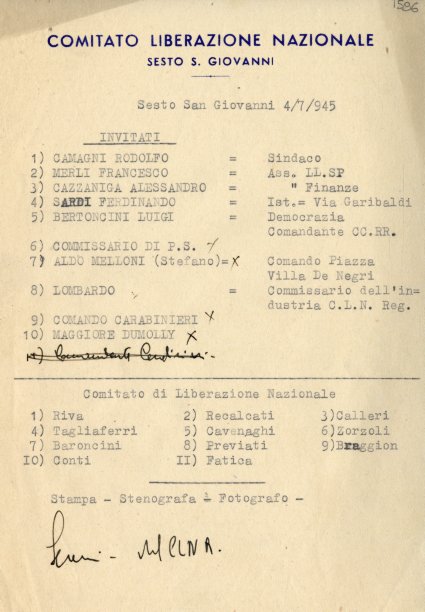 1586
COMITATO LIBERAZIONE NAZIONALE
SESTO S. GIOVANNI
Sesto San Giovanni 4/7/945
INVITATI
1) CAMAGNI RODOLFO = Sindaco
2) MERLI FRANCESCO = Ass. LL.SP
3) CAZZANIGA ALESSANDRO = " Finanze
4) SARDI FERDINANDO = Ist.= Via Garibaldi
5) BERTONCINI LUIGI = Democrazia
Comandante CC.RR.
6) COMMISSARIO DI P.S.
7) ALDO MELLONI (Stefano)= x Comando Piazza
Villa De Negri
8) LOMBARDO = Commissario dell'in=
dustria C.L.N. Reg.
9) COMANDO CARABINIERI x
10) MAGGIORE DUMOLLY x
Comitato di Liberazione Nazionale
1) Riva 2) Recalcati 3)Calleri
4) Tagliaferri 5) Cavenaghi 6)Zorzoli
7) Baroncini 8) Previati 9)Braggion
IO) Conti II) Fatica
Stampa - Stenografa - Fotografo -